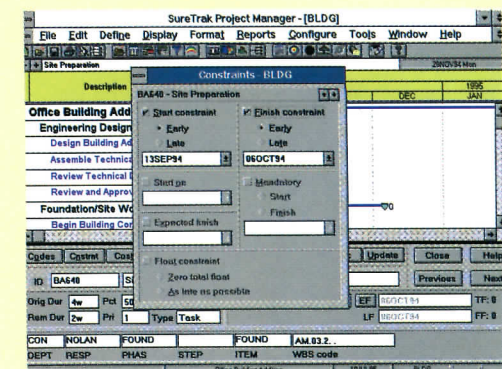 SureTrak Project Manager - [BLDG]
File Edit Define Display Format Reports Configure Tools Window Help
Site Preparation 28NOV94 Mon
Description 1995
DEC JAN
Constraints - BLDG
BA640 - Site Preparation
Office Building Add
Engineering Design
Design Building Ad
Assemble Technica
Review Technical
Review and Approv
Foundation/Site Wo
Begin Building Con
Start constraint Finish constraint
Early Early
Late Late
13SEP94 06OCT94
Start on Mandatory
Start
Finish
Expected finish
Float constraint
Zero total float
As late as possible
Codes Cnstrnt Cost Update Close Help
ID BA640 Previous Next
Orig Dur 4w Pct 50 EF 06OCT94 TF: 0
Rem Dur 2w Pri 1 Type Task LF 06OCT94 FF: 0
CON NOLAN FOUND FOUND AM.03.2. .
DEPT RESP PHAS STEP ITEM WBS code